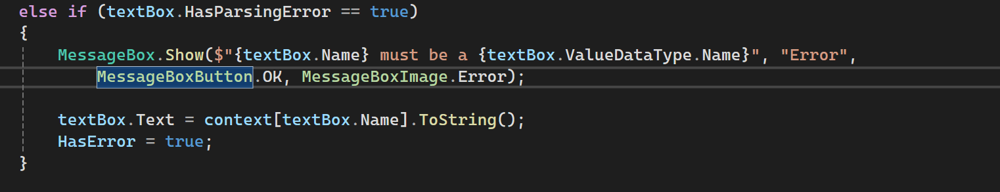 else if (textBox.HasParsingError == true)
{
MessageBox.Show($"{textBox.Name} must be a {textBox.ValueDataType.Name}", "Error",
MessageBoxButton.OK, MessageBoxImage.Error);
textBox.Text = context[textBox.Name].ToString();
HasError = true;
}